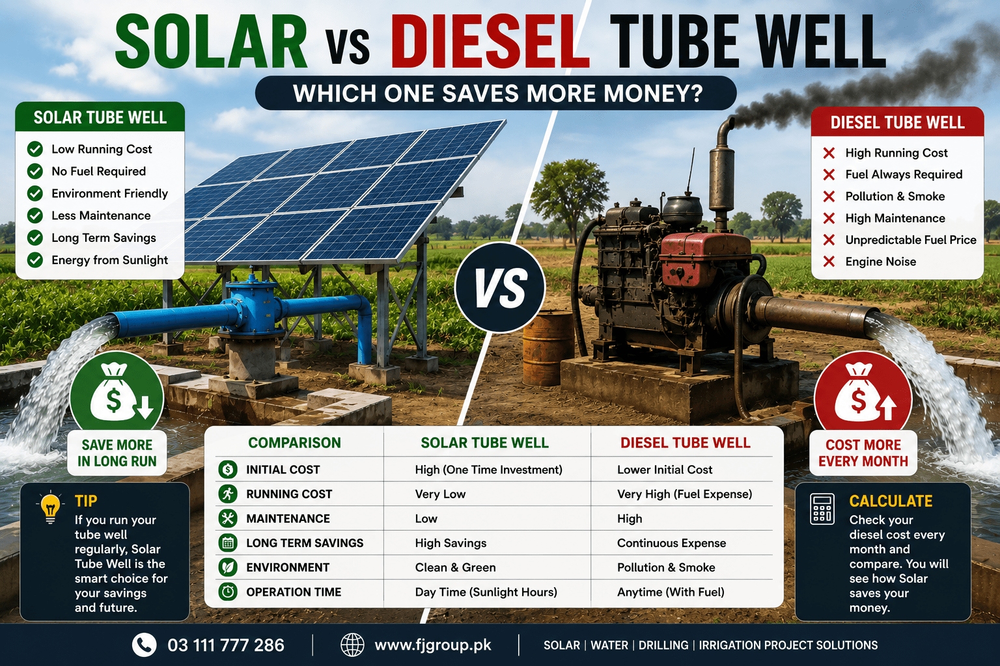 SOLAR VS DIESEL TUBE WELL
WHICH ONE SAVES MORE MONEY?
SOLAR TUBE WELL
Low Running Cost
No Fuel Required
Environment Friendly
Less Maintenance
Long Term Savings
Energy from Sunlight
DIESEL TUBE WELL
High Running Cost
Fuel Always Required
Pollution & Smoke
High Maintenance
Unpredictable Fuel Price
Engine Noise
VS
$
SAVE MORE
IN LONG RUN
$
COST MORE
EVERY MONTH
TIP
If you run your
tube well
regularly, Solar
Tube Well is the
smart choice for
your savings
and future.
COMPARISON SOLAR TUBE WELL DIESEL TUBE WELL
$ INITIAL COST High (One Time Investment) Lower Initial Cost
RUNNING COST Very Low Very High (Fuel Expense)
MAINTENANCE Low High
LONG TERM SAVINGS High Savings Continuous Expense
ENVIRONMENT Clean & Green Pollution & Smoke
OPERATION TIME Day Time (Sunlight Hours) Anytime (With Fuel)
CALCULATE
Check your
diesel cost every
month and
compare. You will
see how Solar
saves your
money.
03 111 777 286 | www.fjgroup.pk | SOLAR | WATER | DRILLING | IRRIGATION PROJECT SOLUTIONS